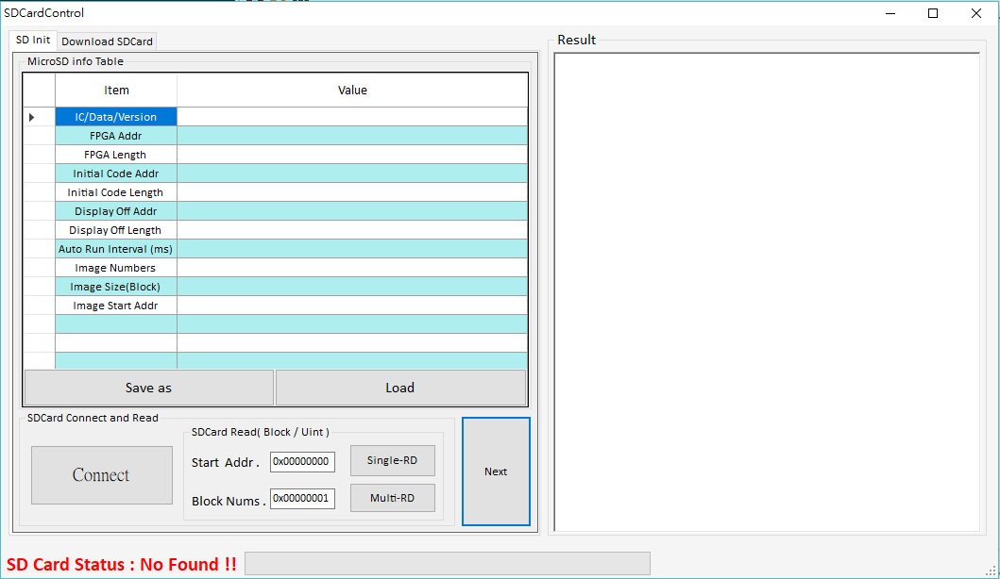 SDCardControl
SD Init
Download SDCard
MicroSD info Table
Item
Value
IC/Data/Version
FPGA Addr
FPGA Length
Initial Code Addr
Initial Code Length
Display Off Addr
Display Off Length
Auto Run Interval (ms)
Image Numbers
Image Size(Block)
Image Start Addr
Save as
Load
SDCard Connect and Read
Connect
SDCard Read( Block / Uint )
Start Addr .
0x00000000
Single-RD
Block Nums .
0x00000001
Multi-RD
Next
Result
SD Card Status : No Found !!